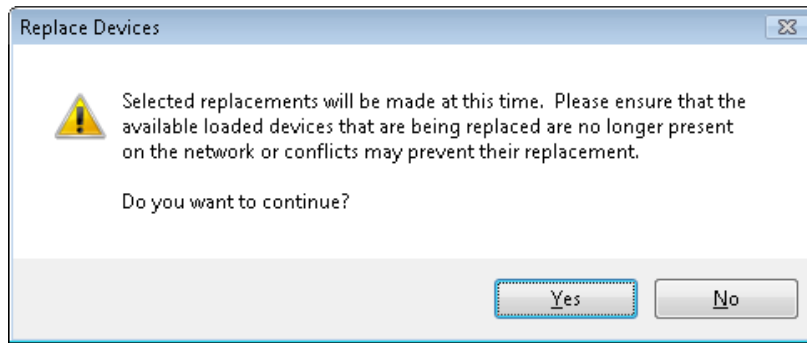 Replace Devices
Selected replacements will be made at this time.  Please ensure that the
available loaded devices that are being replaced are no longer present
on the network or conflicts may prevent their replacement.
Do you want to continue?
Yes
No